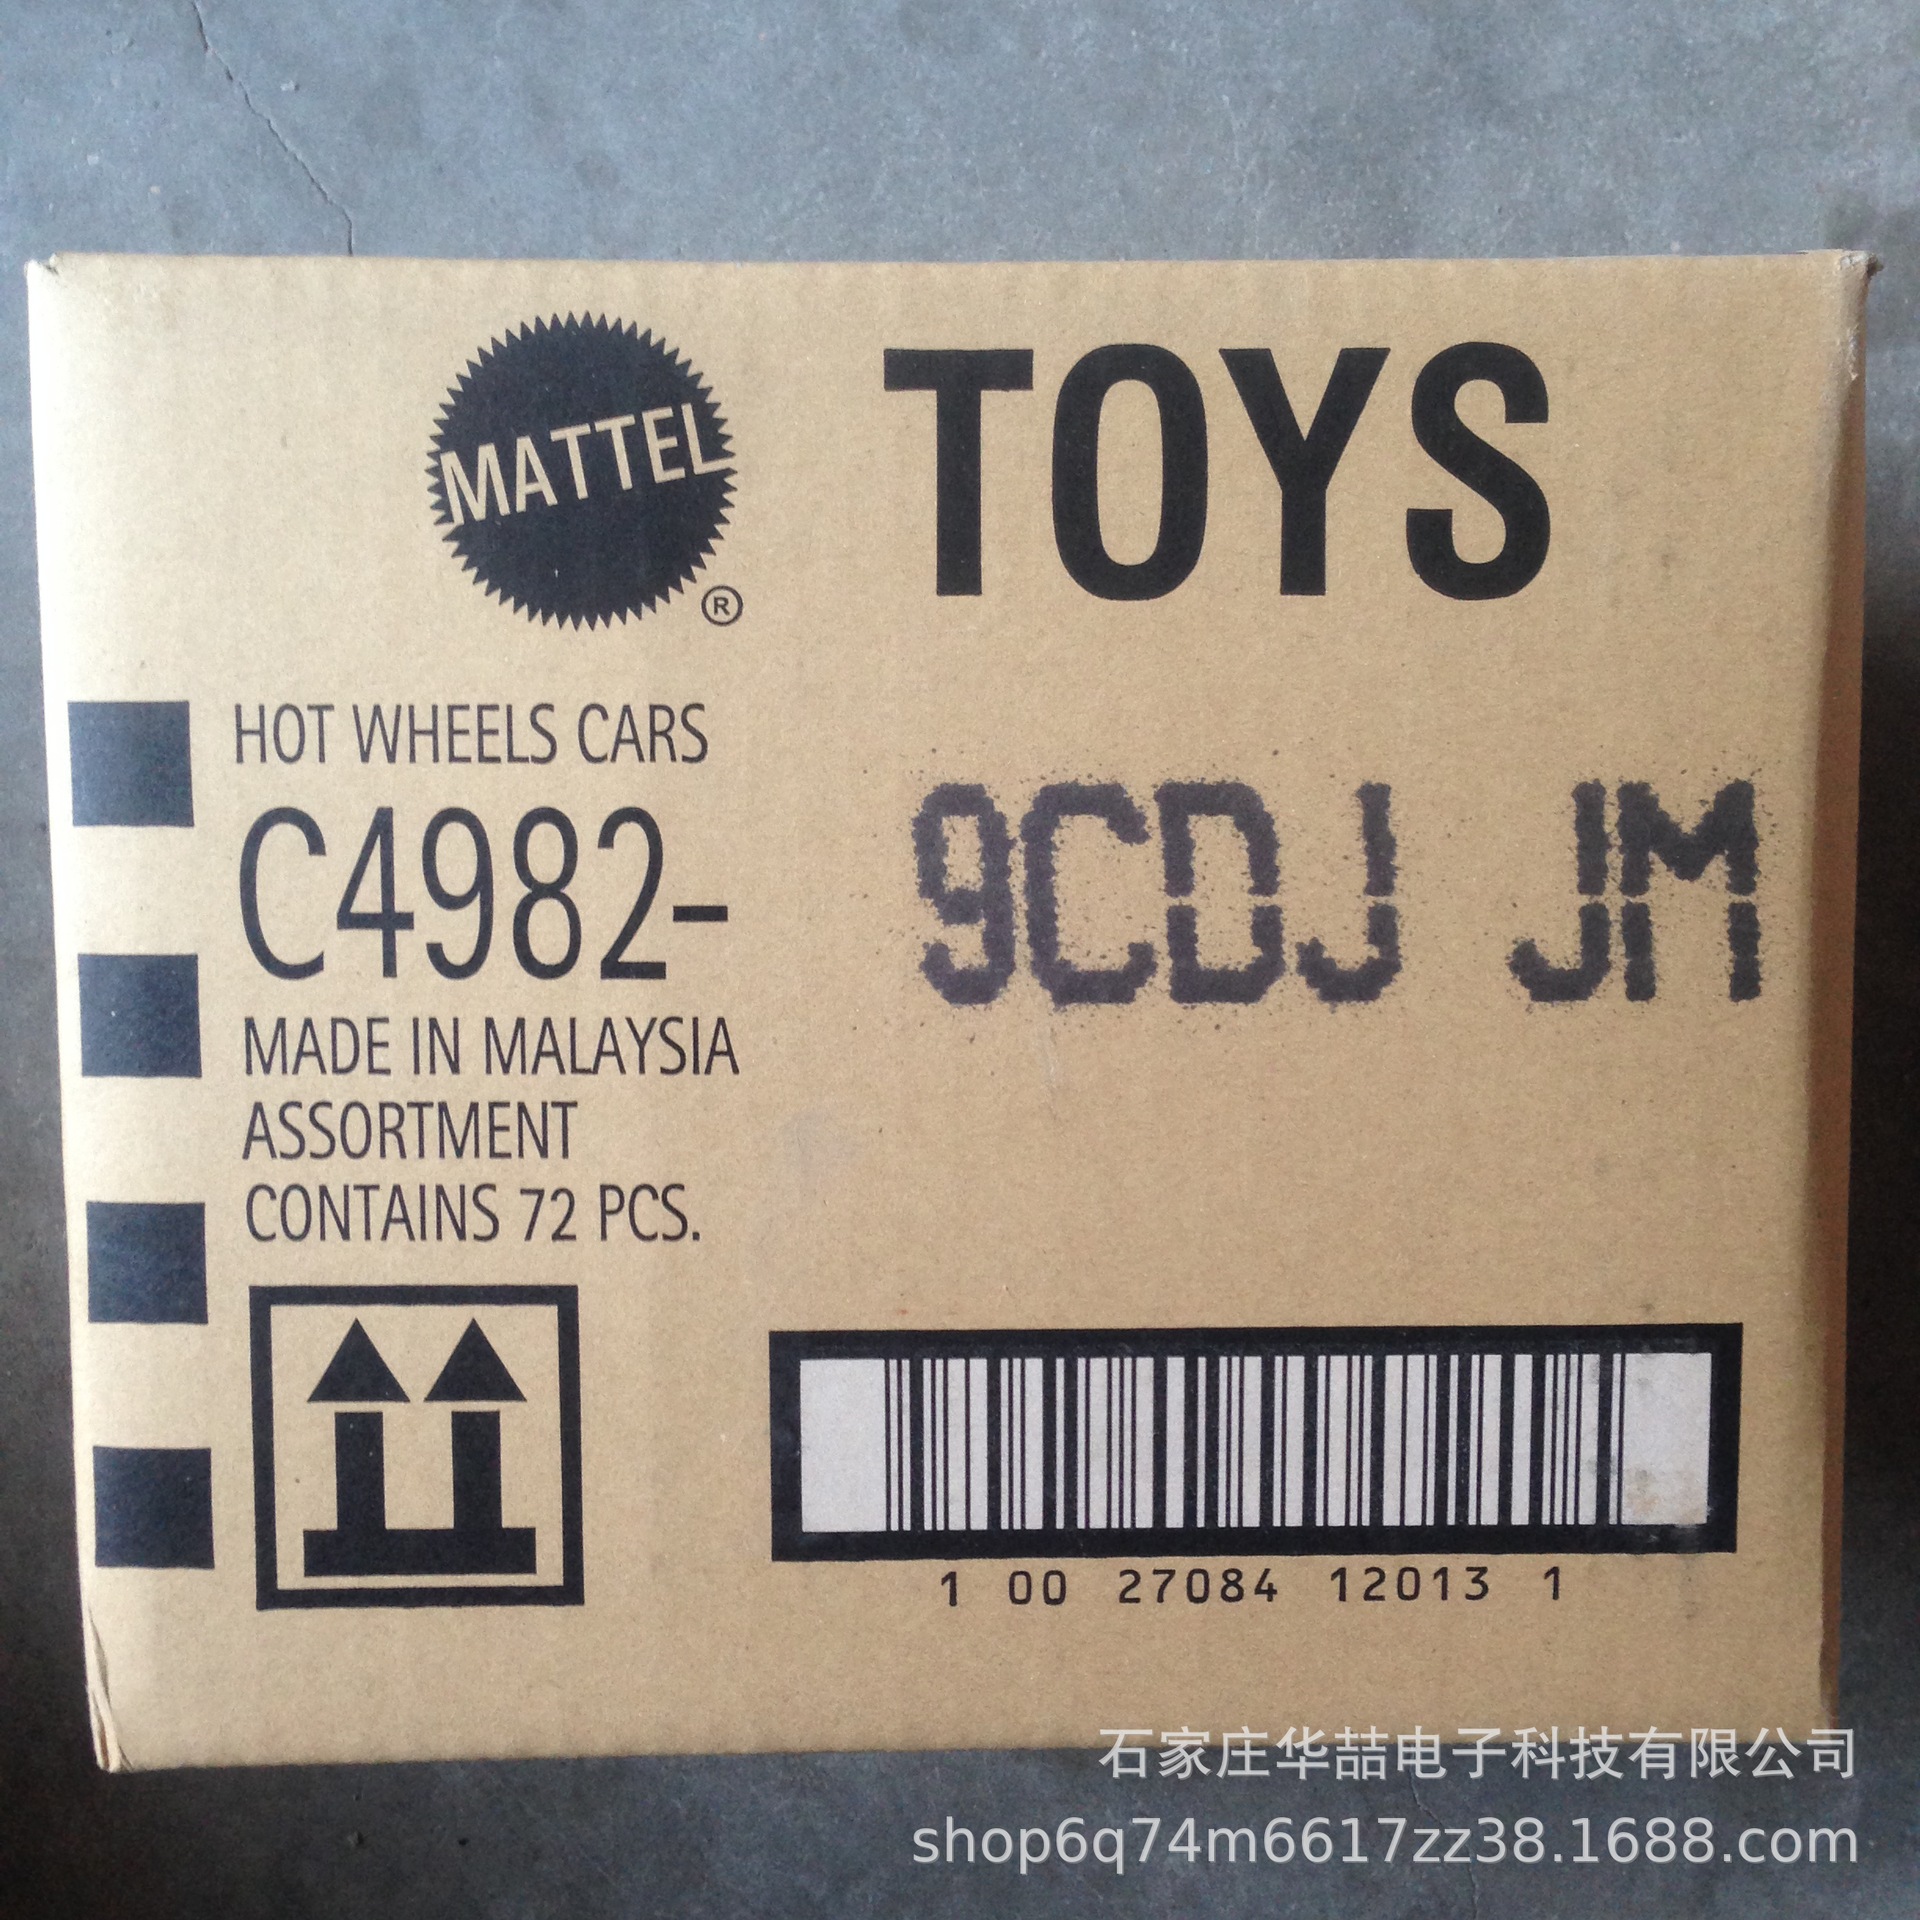 MATTEL
®
TOYS
HOT WHEELS CARS
C4982-
9CDJ JM
MADE IN MALAYSIA
ASSORTMENT
CONTAINS 72 PCS.
1 00 27084 12013 1
石家庄华喆电子科技有限公司
shop6q74m6617zz38.1688.com